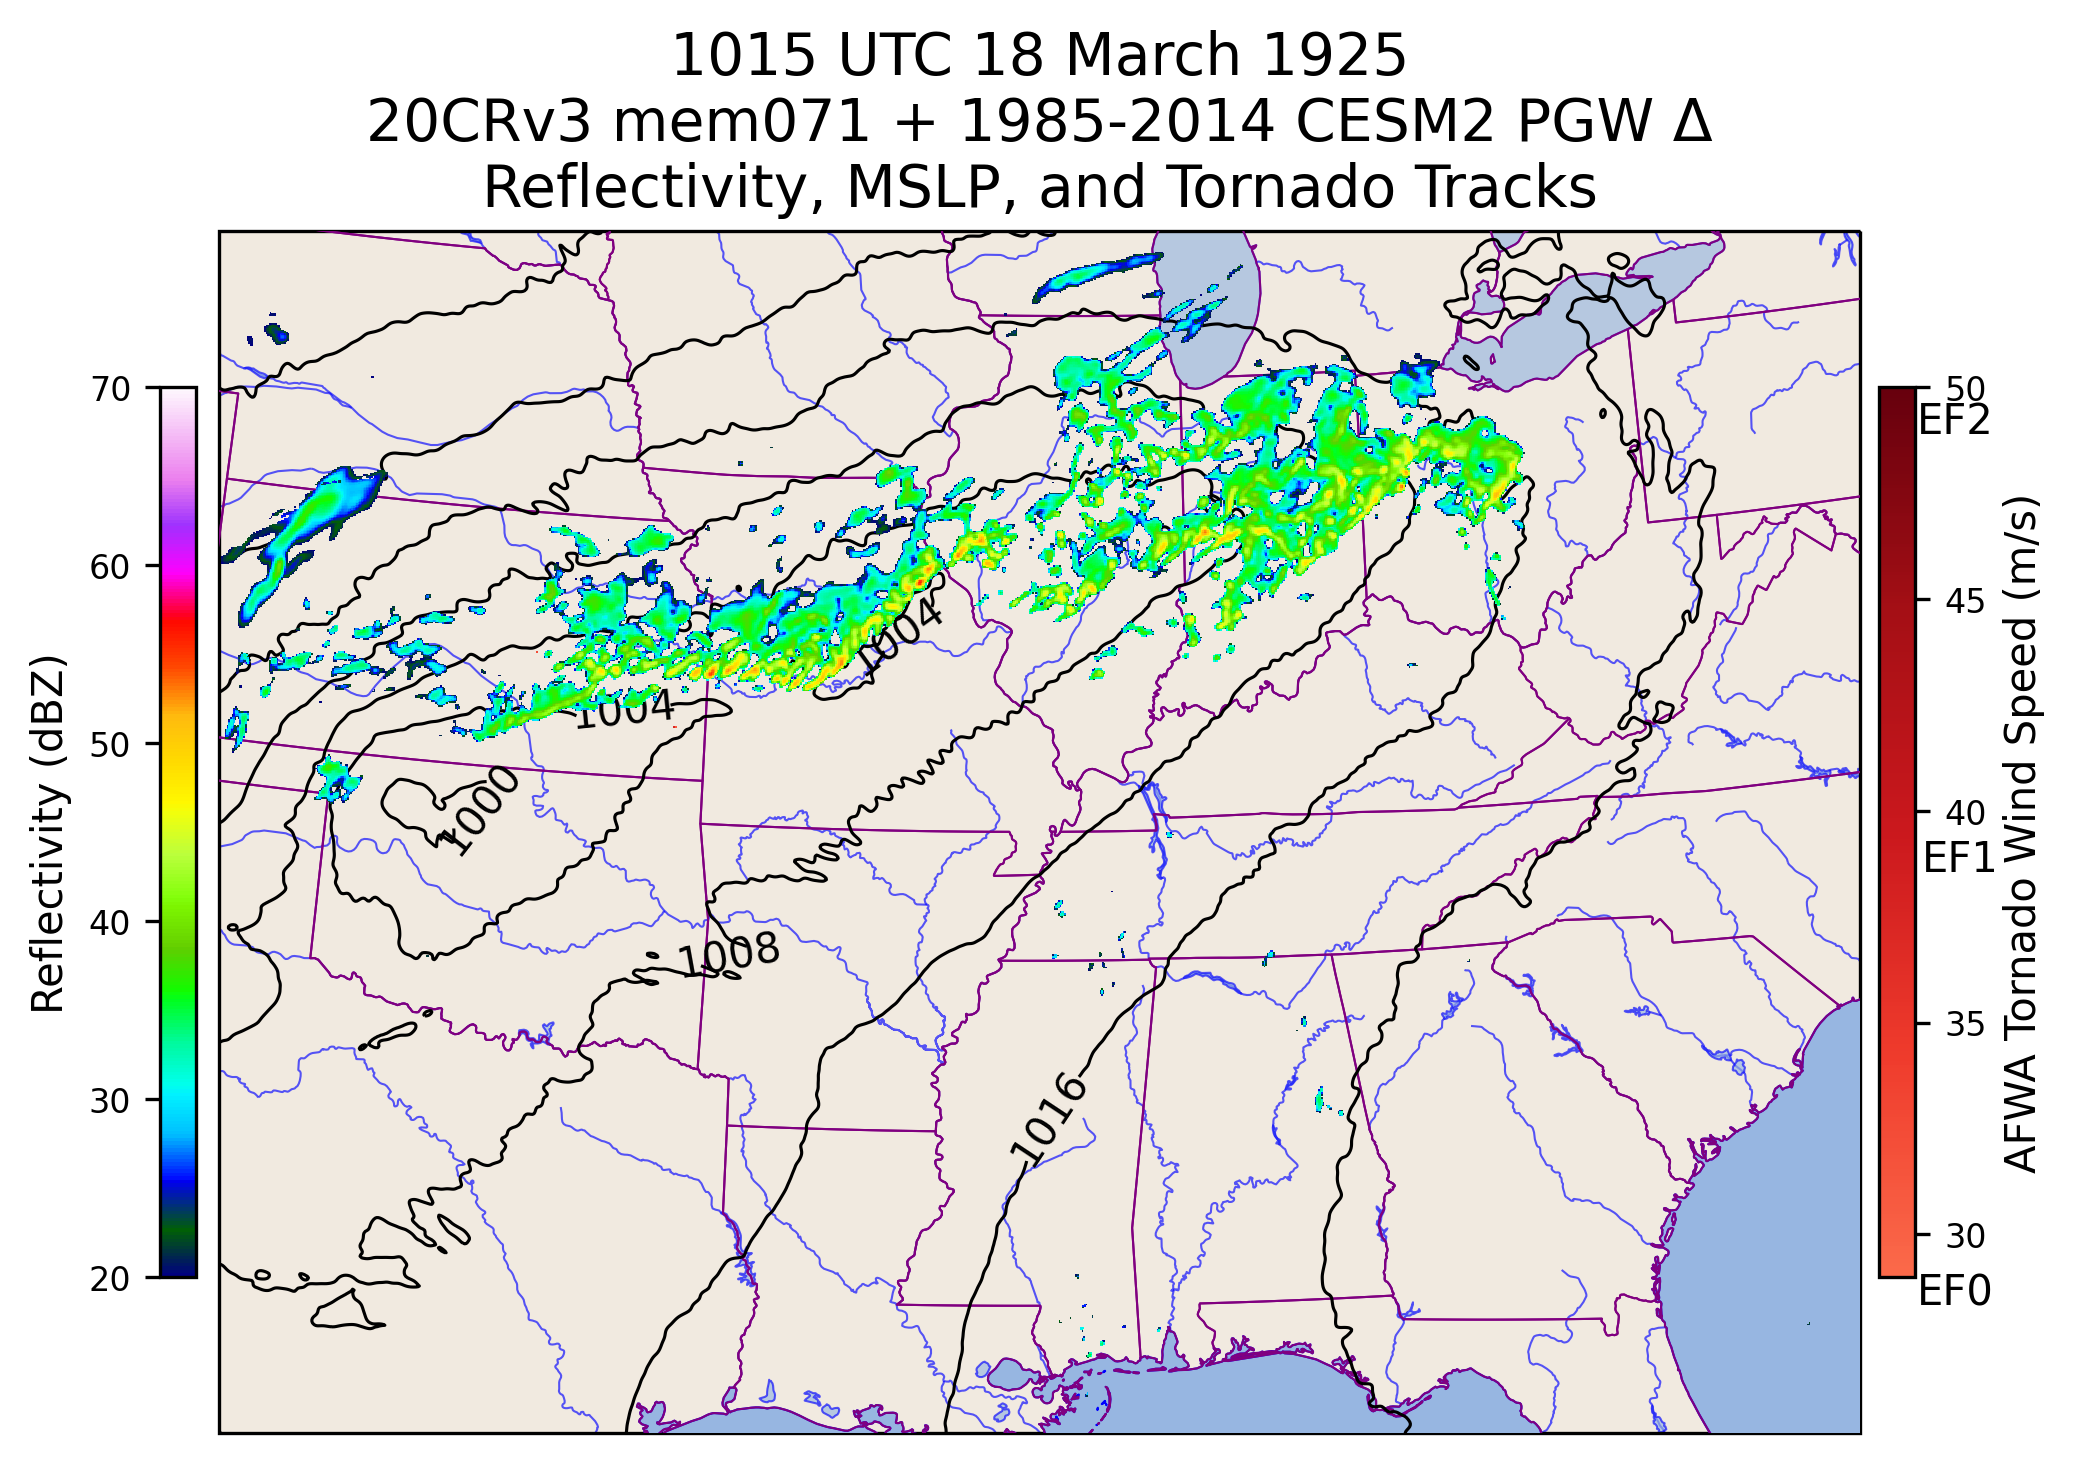 1015 UTC 18 March 1925
20CRv3 mem071 + 1985-2014 CESM2 PGW Δ
Reflectivity, MSLP, and Tornado Tracks
Reflectivity (dBZ)
70
60
50
40
30
20
1004
1004
1000
1008
1016
50
EF2
45
40
EF1
35
30
EF0
AFWA Tornado Wind Speed (m/s)